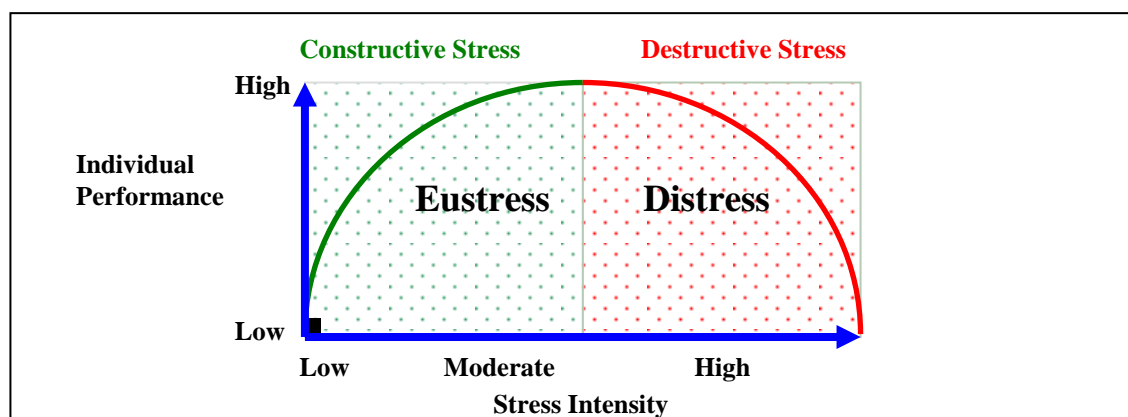 Constructive Stress Destructive Stress
High
Individual
Performance
Eustress Distress
Low
Low Moderate High
Stress Intensity